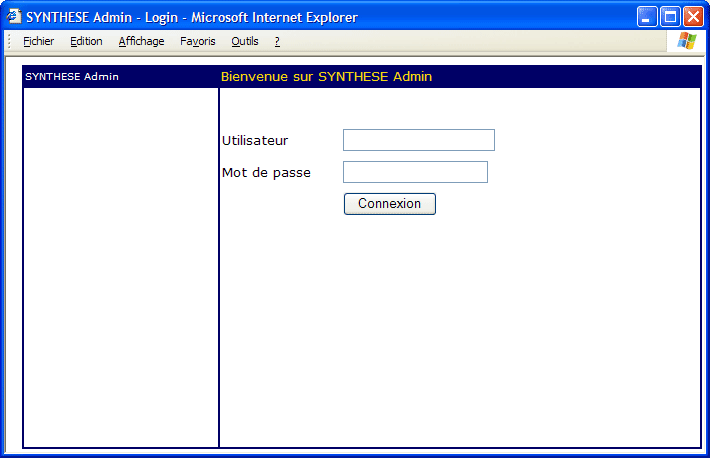 SYNTHESE Admin - Login - Microsoft Internet Explorer
Fichier Edition Affichage Favoris Outils ?
SYNTHESE Admin Bienvenue sur SYNTHESE Admin
Utilisateur
Mot de passe
Connexion